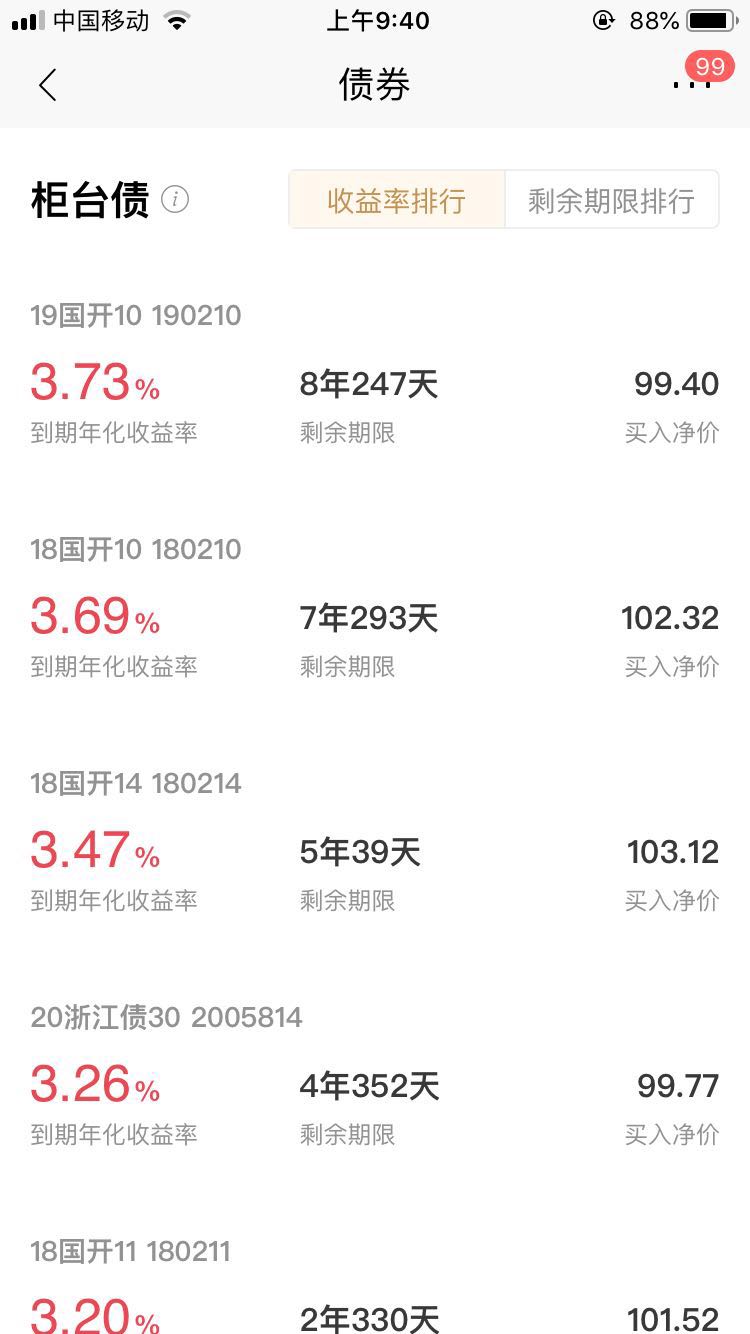 中国移动 上午9:40 88%
债券 99
柜台债 收益率排行 剩余期限排行
19国开10 190210
3.73% 8年247天 99.40
到期年化收益率 剩余期限 买入净价
18国开10 180210
3.69% 7年293天 102.32
到期年化收益率 剩余期限 买入净价
18国开14 180214
3.47% 5年39天 103.12
到期年化收益率 剩余期限 买入净价
20浙江债30 2005814
3.26% 4年352天 99.77
到期年化收益率 剩余期限 买入净价
18国开11 180211
3.20% 2年330天 101.52